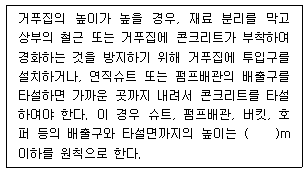 거푸집의 높이가 높을 경우, 재료 분리를 막고
상부의 철근 또는 거푸집에 콘크리트가 부착하여
경화하는 것을 방지하기 위해 거푸집에 투입구를
설치하거나, 연직슈트 또는 펌프배관의 배출구를
타설하면 가까운 곳까지 내려서 콘크리트를 타설
하여야 한다. 이 경우 슈트, 펌프배관, 버킷, 호
퍼 등의 배출구와 타설면까지의 높이는 (    )m
이하를 원칙으로 한다.